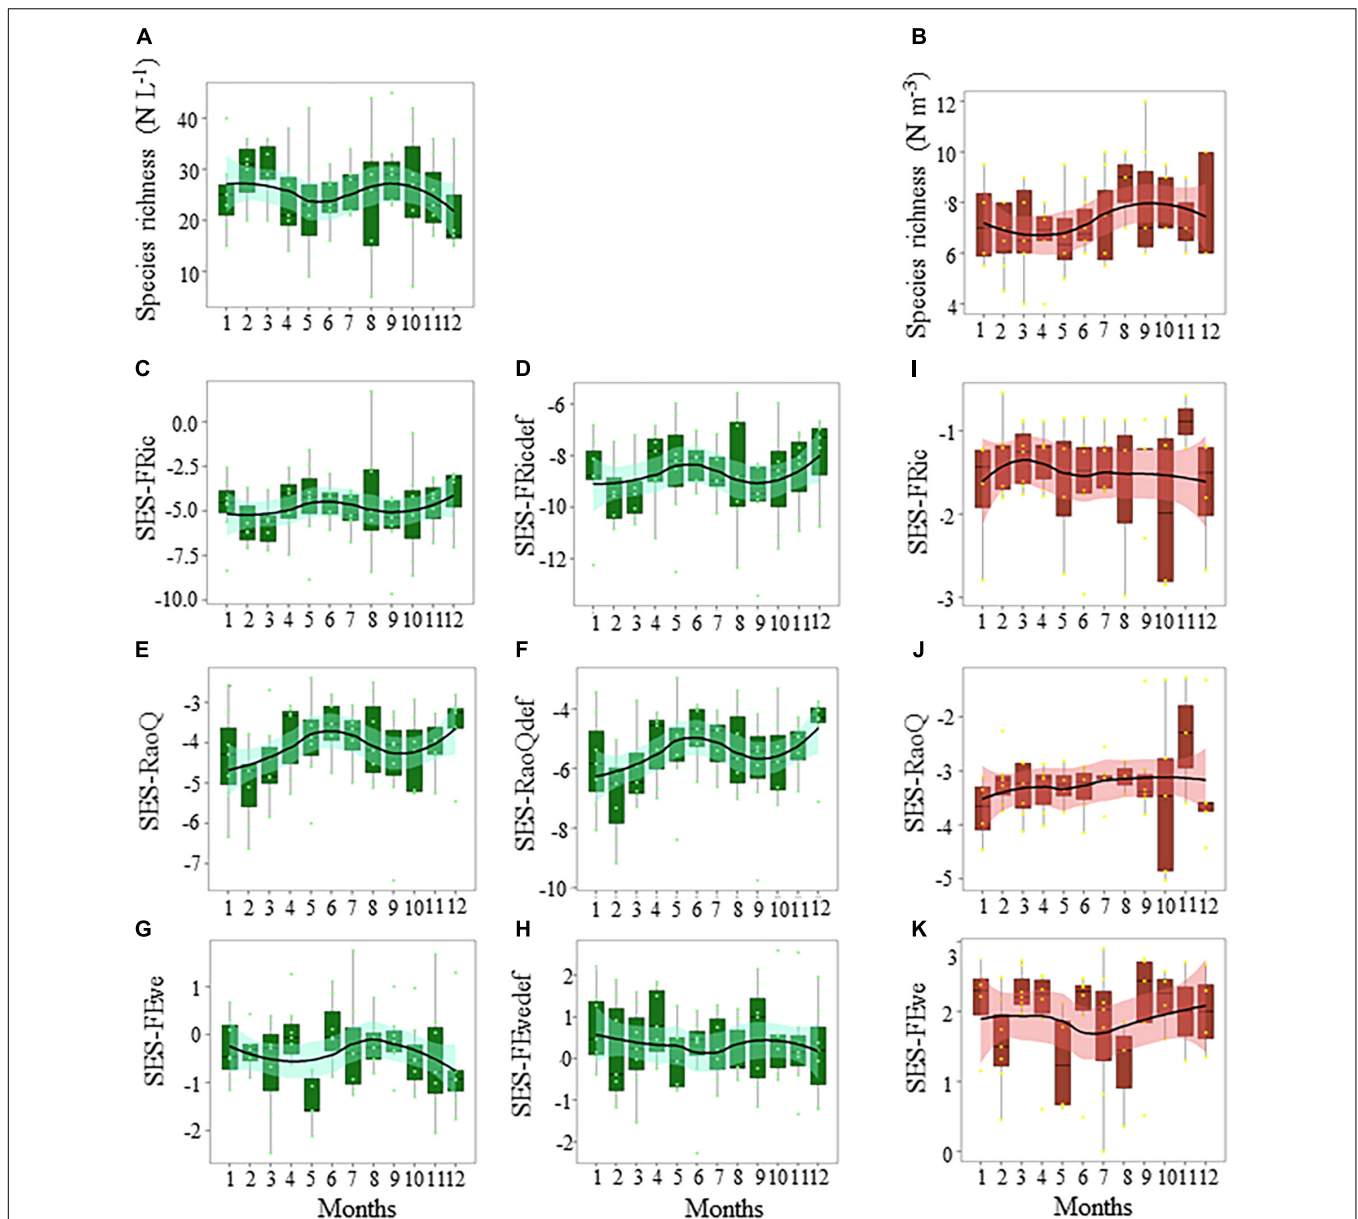 A
Species richness (N L-1)
40
30
20
10
1 2 3 4 5 6 7 8 9 10 11 12
B
Species richness (N m-3)
12
10
8
6
4
1 2 3 4 5 6 7 8 9 10 11 12
C
SES-FRic
0.0
-2.5
-5.0
-7.5
-10.0
1 2 3 4 5 6 7 8 9 10 11 12
D
SES-FRicdef
-6
-8
-10
-12
1 2 3 4 5 6 7 8 9 10 11 12
I
SES-FRic
-1
-2
-3
1 2 3 4 5 6 7 8 9 10 11 12
E
SES-RaoQ
-3
-4
-5
-6
-7
1 2 3 4 5 6 7 8 9 10 11 12
F
SES-RaoQdef
-4
-6
-8
-10
1 2 3 4 5 6 7 8 9 10 11 12
J
SES-RaoQ
-2
-3
-4
-5
1 2 3 4 5 6 7 8 9 10 11 12
G
SES-FEve
1
0
-1
-2
1 2 3 4 5 6 7 8 9 10 11 12
Months
H
SES-FEvedef
2
1
.0
-1
-2
1 2 3 4 5 6 7 8 9 10 11 12
Months
K
SES-FEve
3
2
1
0
1 2 3 4 5 6 7 8 9 10 11 12
Months